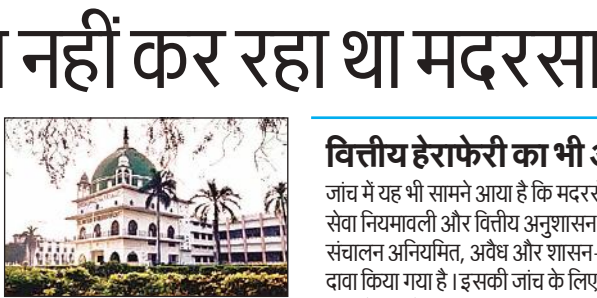 नहीं कर रहा था मदरसा
वित्तीय हेराफेरी का भी
जांच में यह भी सामने आया है कि मदरसे
सेवा नियमावली और वित्तीय अनुशासन
संचालन अनियमित, अवैध और शासन-
दावा किया गया है। इसकी जांच के लिए